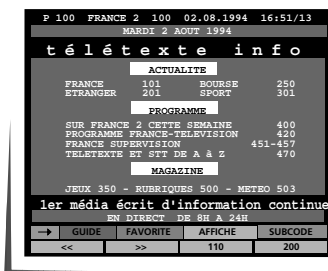 P 100 FRANCE 2 100 02.08.1994 16:51/13
MARDI 2 AOUT 1994
télétexte info
ACTUALITE
FRANCE 101 BOURSE 250
ETRANGER 201 SPORT 301
PROGRAMME
SUR FRANCE 2 CETTE SEMAINE 400
PROGRAMME FRANCE-TELEVISION 420
FRANCE SUPERVISION 451-457
TELETEXTE ET STT DE A à Z 470
MAGAZINE
JEUX 350 - RUBRIQUES 500 - METEO 503
1er média écrit d'information continue
EN DIRECT DE 8H A 24H
→ GUIDE FAVORITE AFFICHE SUBCODE
<< >> 110 200